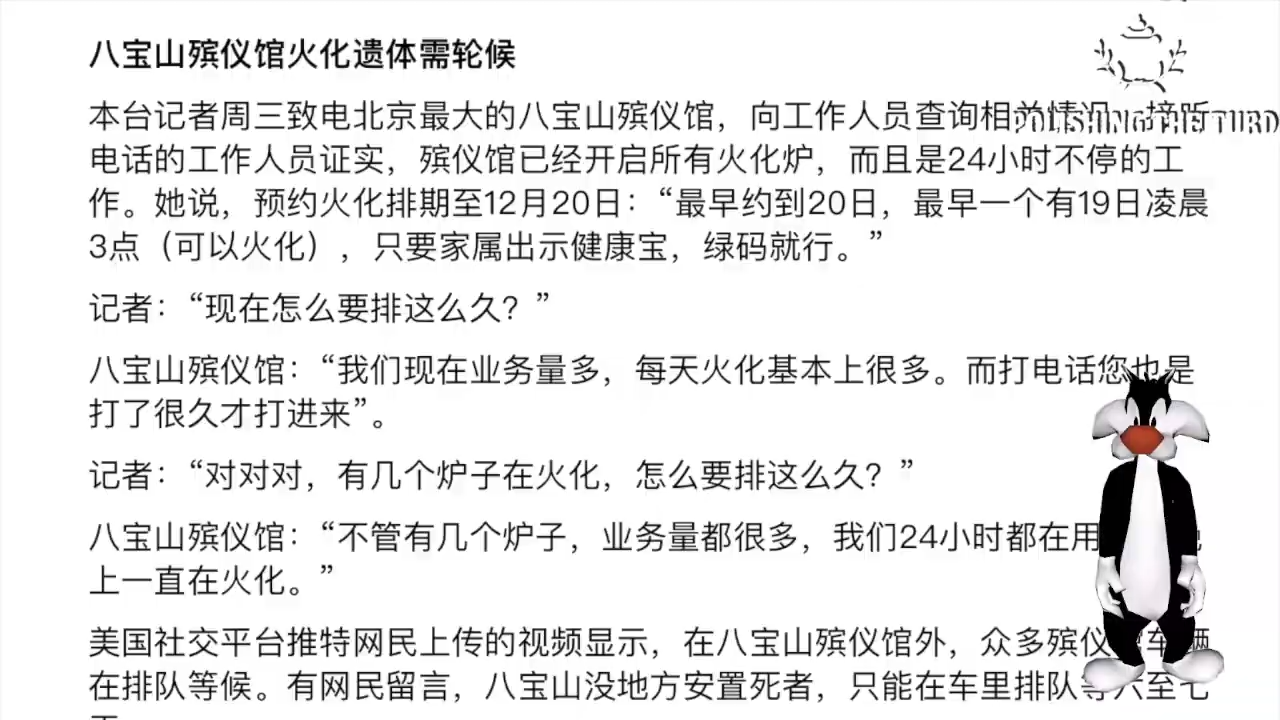 八宝山殡仪馆火化遗体需轮候
本台记者周三致电北京最大的八宝山殡仪馆，向工作人员查询相关情况，接听
POLISHING THE TURD
电话的工作人员证实，殡仪馆已经开启所有火化炉，而且是24小时不停的工
作。她说，预约火化排期至12月20日：“最早约到20日，最早一个有19日凌晨
3点（可以火化），只要家属出示健康宝，绿码就行。”
记者：“现在怎么要排这么久？”
八宝山殡仪馆：“我们现在业务量多，每天火化基本上很多。而打电话您也是
打了很久才打进来”。
记者：“对对对，有几个炉子在火化，怎么要排这么久？”
八宝山殡仪馆：“不管有几个炉子，业务量都很多，我们24小时都在用
上一直在火化。”
美国社交平台推特网民上传的视频显示，在八宝山殡仪馆外，众多殡仪 车辆
在排队等候。有网民留言，八宝山没地方安置死者，只能在车里排队等六至七